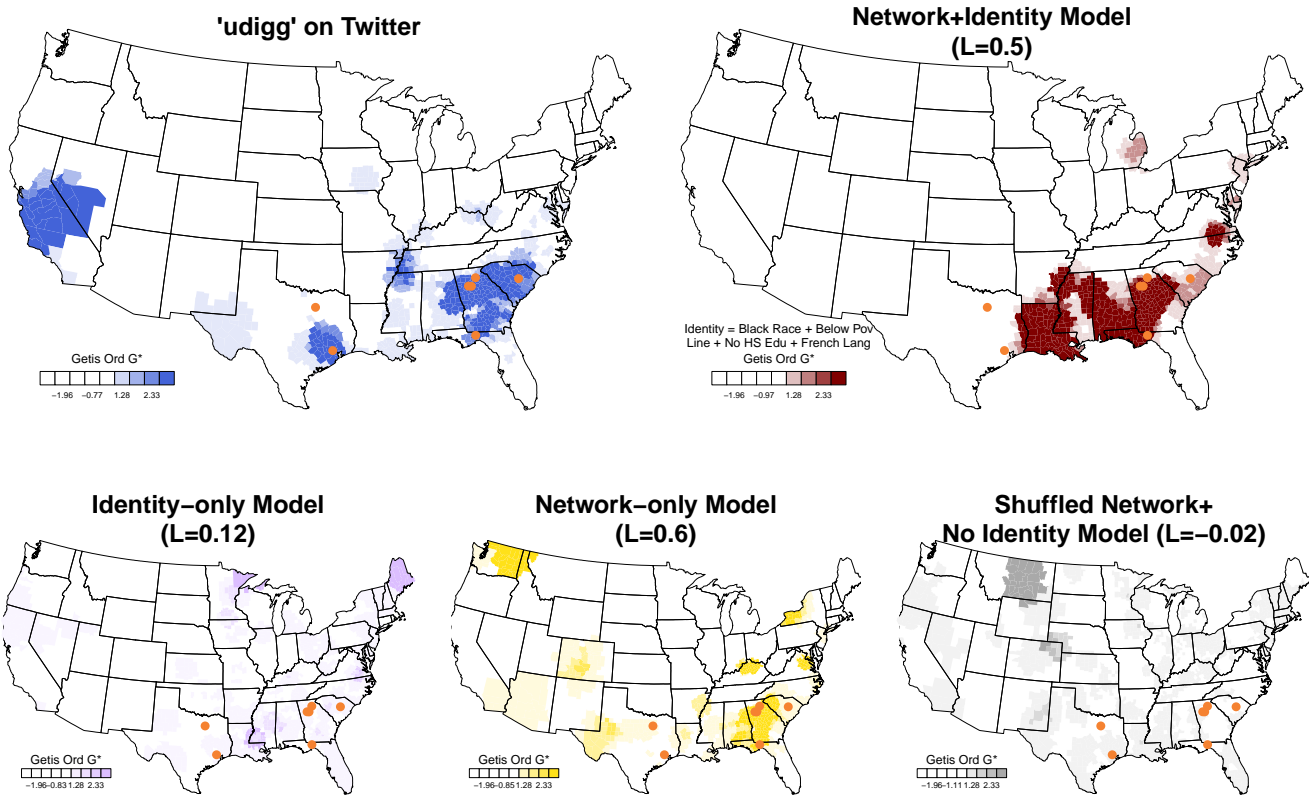 'udigg' on Twitter
Getis Ord G*
−1.96 −0.77 1.28 2.33
Network+Identity Model
(L=0.5)
Identity = Black Race + Below Pov
Line + No HS Edu + French Lang
Getis Ord G*
−1.96 −0.97 1.28 2.33
Identity−only Model
(L=0.12)
Getis Ord G*
−1.96 −0.83 1.28 2.33
Network−only Model
(L=0.6)
Getis Ord G*
−1.96 −0.85 1.28 2.33
Shuffled Network+
No Identity Model (L=−0.02)
Getis Ord G*
−1.96 −1.11 1.28 2.33